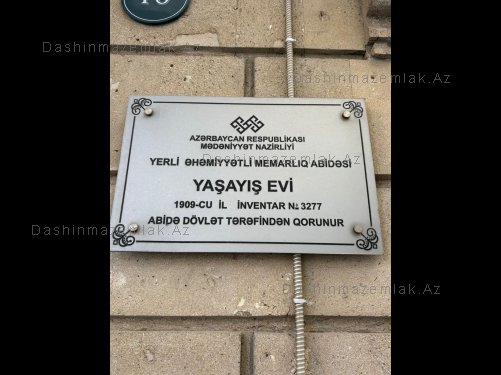 Dashinmazemlak.Az Dashinmazemlak.Az
AZƏRBAYCAN RESPUBLİKASI
MƏDƏNİYYƏT NAZİRLİYİ
YERLİ ƏHƏMİYYƏTLİ MEMARLIQ ABİDƏSİ
YAŞAYIŞ EVİ
1909-CU İL İNVENTAR № 3277
ABİDƏ DÖVLƏT TƏRƏFİNDƏN QORUNUR
Dashinmazemlak.Az Dashinmazemlak.Az